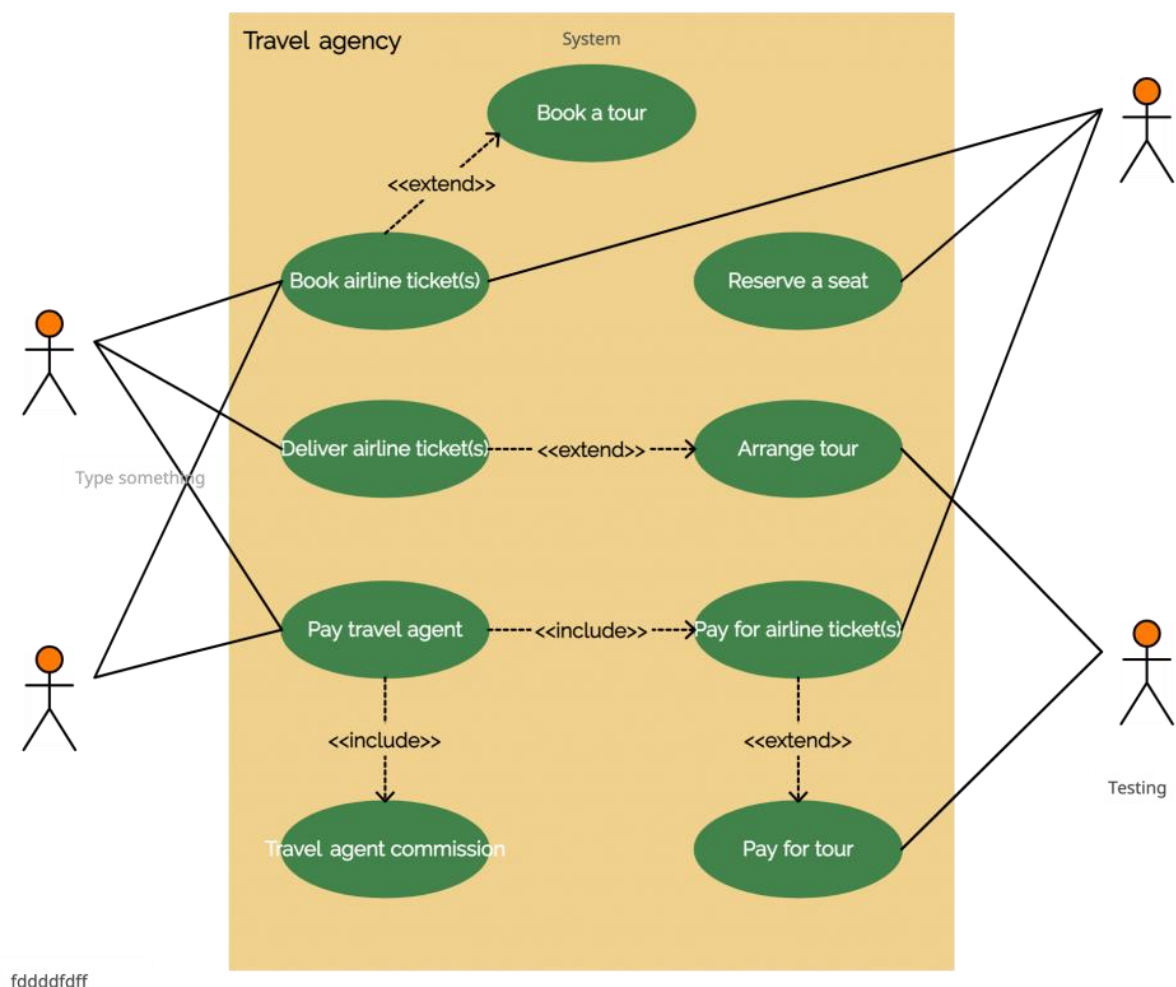 Travel agency
System
Book a tour
<<extend>>
Book airline ticket(s)
Reserve a seat
Deliver airline ticket(s)
<<extend>>
Arrange tour
Type something
Pay travel agent
<<include>>
Pay for airline ticket(s)
<<include>>
<<extend>>
Testing
Travel agent commission
Pay for tour
fddddfdff